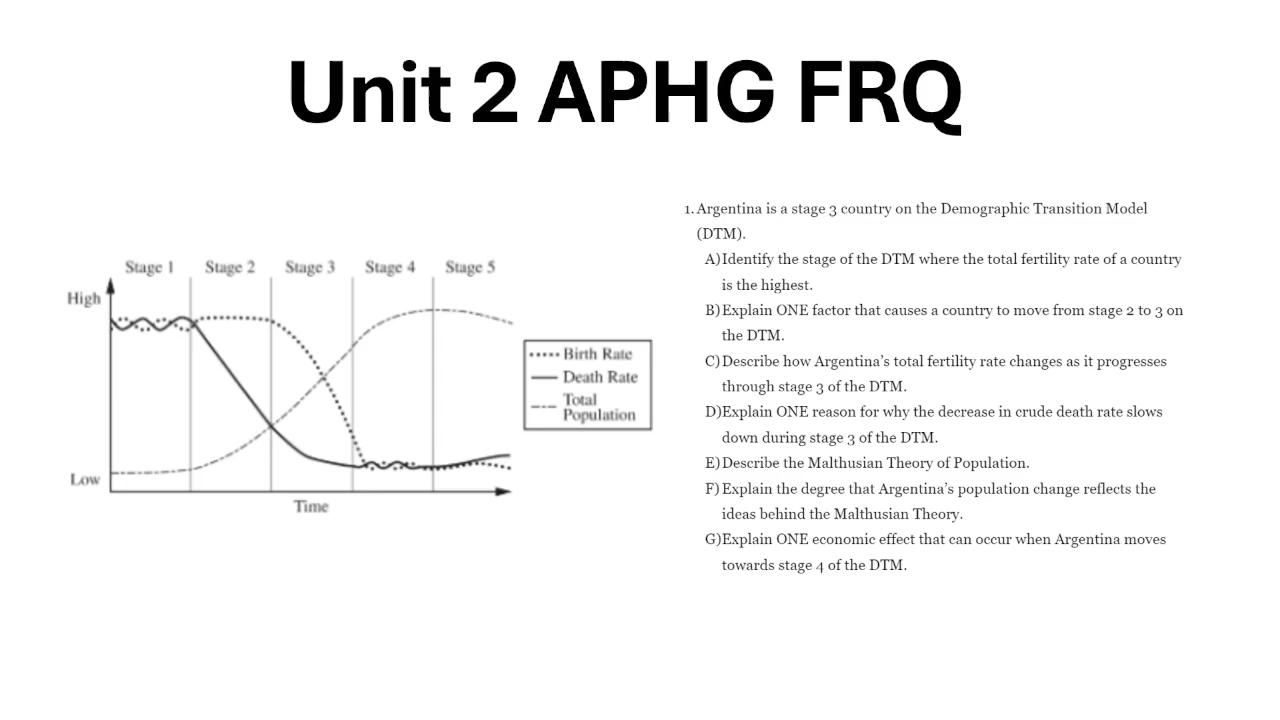 Unit 2 APHG FRQ
Stage 1 Stage 2 Stage 3 Stage 4 Stage 5
High
Low
Time
Birth Rate
Death Rate
Total
Population
1. Argentina is a stage 3 country on the Demographic Transition Model
(DTM).
A) Identify the stage of the DTM where the total fertility rate of a country
is the highest.
B) Explain ONE factor that causes a country to move from stage 2 to 3 on
the DTM.
C) Describe how Argentina’s total fertility rate changes as it progresses
through stage 3 of the DTM.
D) Explain ONE reason for why the decrease in crude death rate slows
down during stage 3 of the DTM.
E) Describe the Malthusian Theory of Population.
F) Explain the degree that Argentina’s population change reflects the
ideas behind the Malthusian Theory.
G) Explain ONE economic effect that can occur when Argentina moves
towards stage 4 of the DTM.